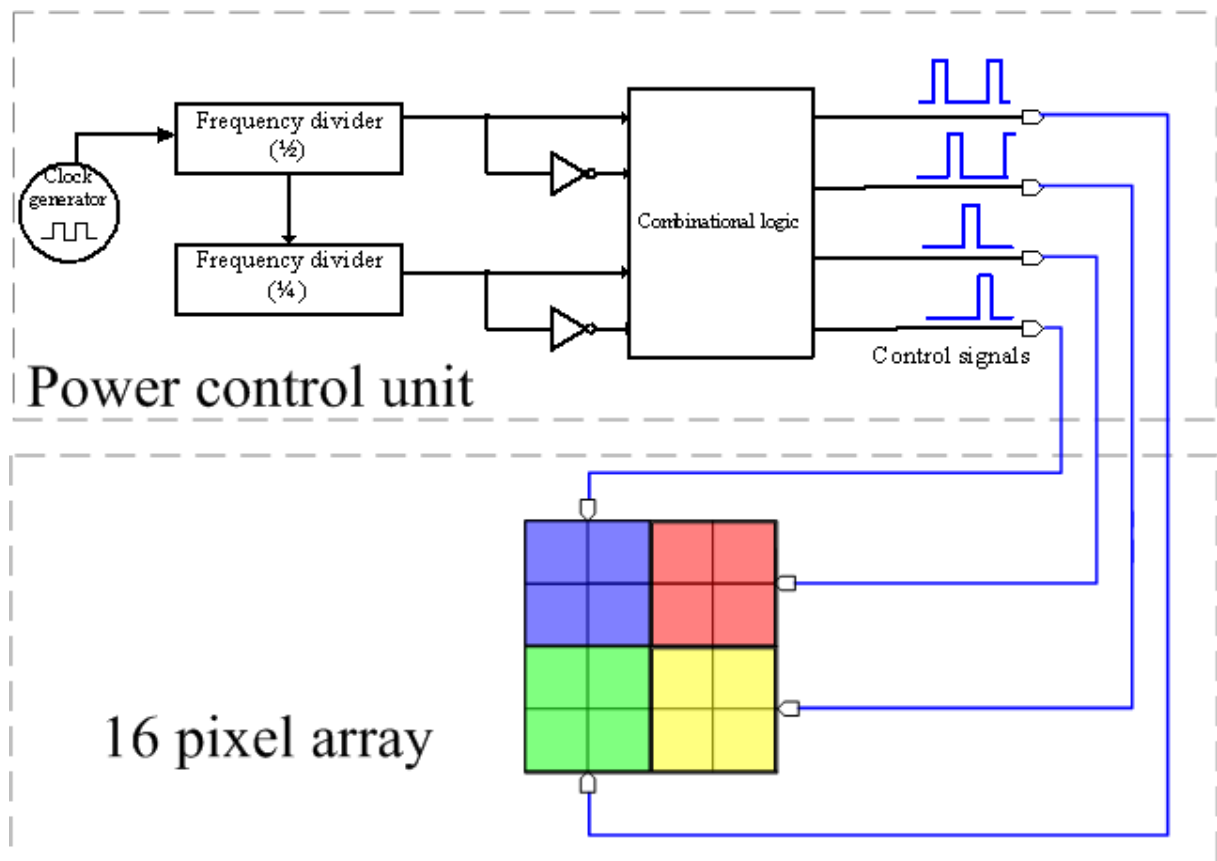 Frequency divider
(½)
Clock
generator
Combinational logic
Frequency divider
(¼)
Control signals
Power control unit
16 pixel array